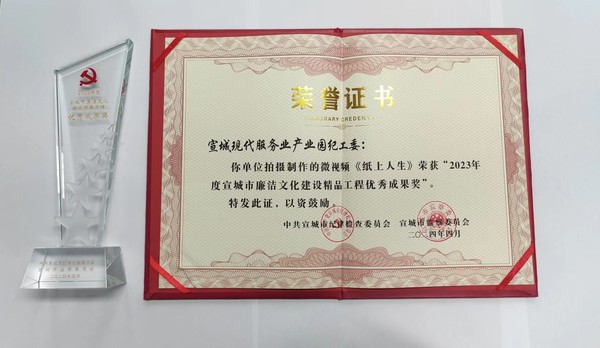 荣誉证书
HONORARY CREDENTIAL
宣城现代服务业产业园纪工委：
你单位拍摄制作的微视频《纸上人生》荣获“2023年
度宣城市廉洁文化建设精品工程优秀成果奖”。
特发此证，以资鼓励。
中共宣城市纪律检查委员会 宣城市监察委员会
二〇二四年四月